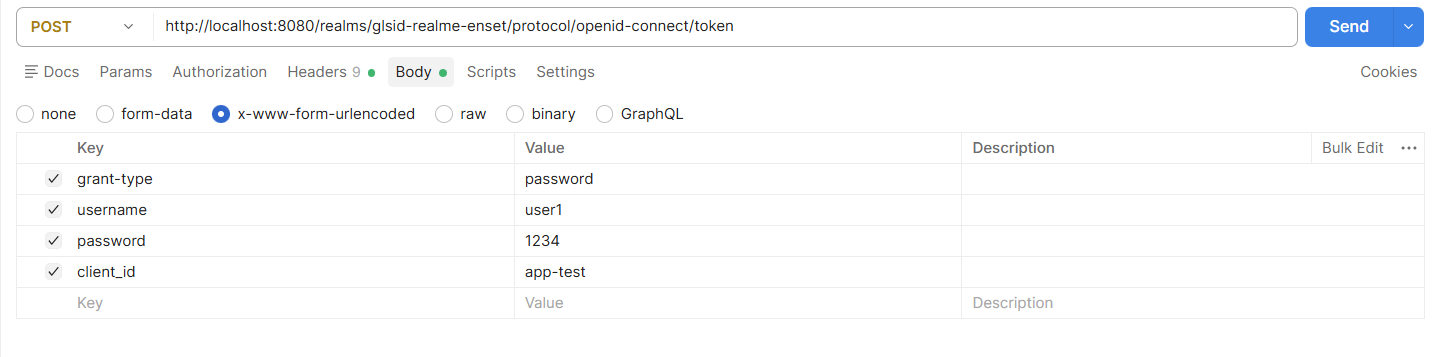 POST http://localhost:8080/realms/glsid-realme-enset/protocol/openid-connect/token Send
Docs Params Authorization Headers 9 Body Scripts Settings Cookies
none form-data x-www-form-urlencoded raw binary GraphQL
Key Value Description Bulk Edit
grant-type password
username user1
password 1234
client_id app-test
Key Value Description